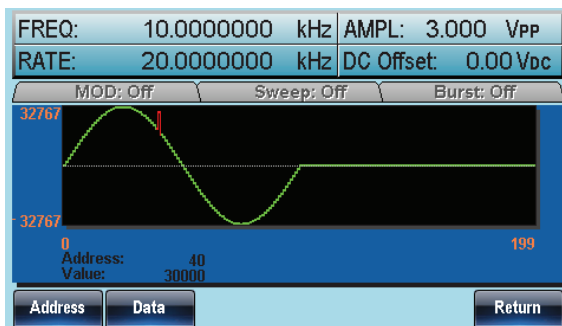 FREQ: 10.0000000 kHz AMPL: 3.000 VPP
RATE: 20.0000000 kHz DC Offset: 0.00 VDC
MOD: Off Sweep: Off Burst: Off
32767
- 32767
0 199
Address: 40
Value: 30000
Address Data Return